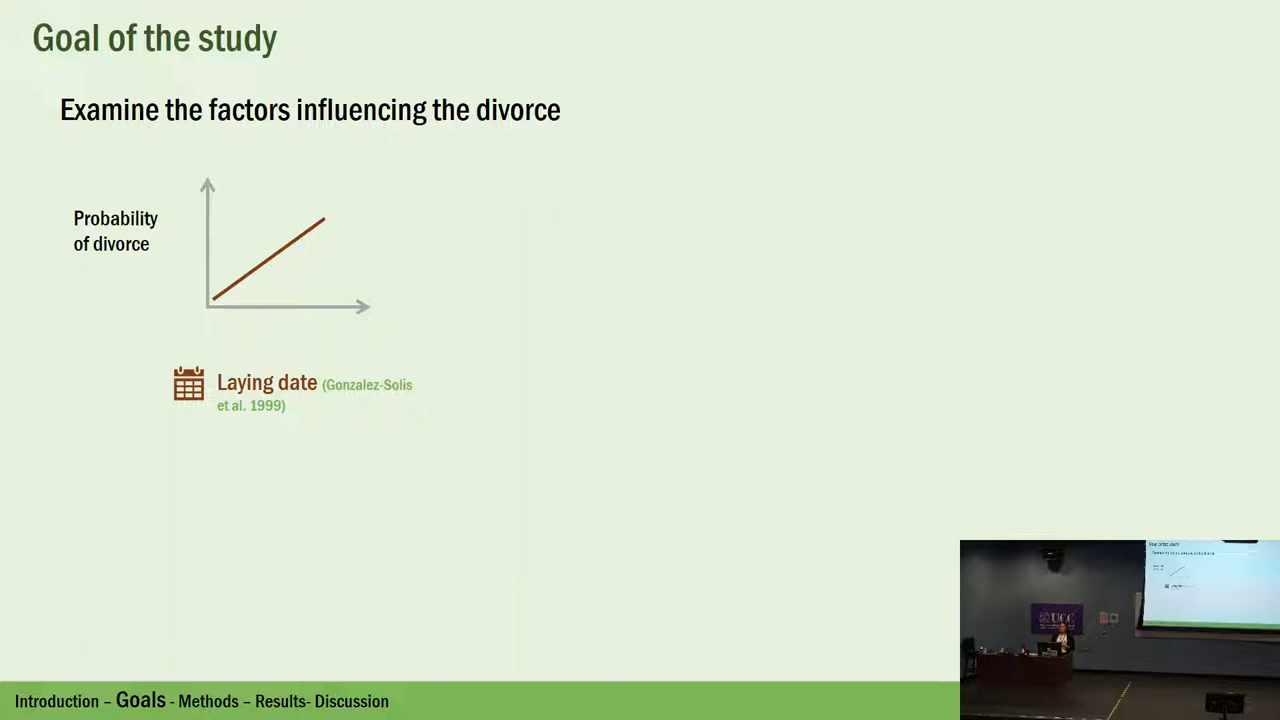 Goal of the study
Examine the factors influencing the divorce
Probability
of divorce
Laying date (Gonzalez-Solis
et al. 1999)
Introduction – Goals - Methods – Results- Discussion
UCC